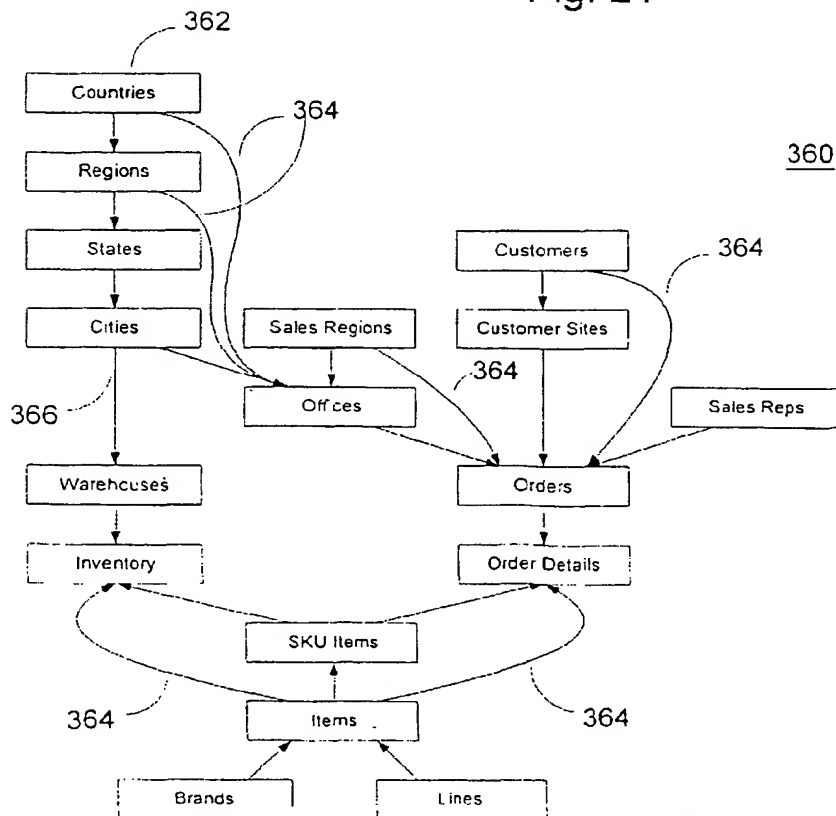 362
Countries
364
360
Regions
States
Customers
364
Cities
Sales Regions
Customer Sites
364
366
Offices
Sales Reps
Warehouses
Orders
Inventory
Order Details
SKU Items
364
364
Items
Brands
Lines